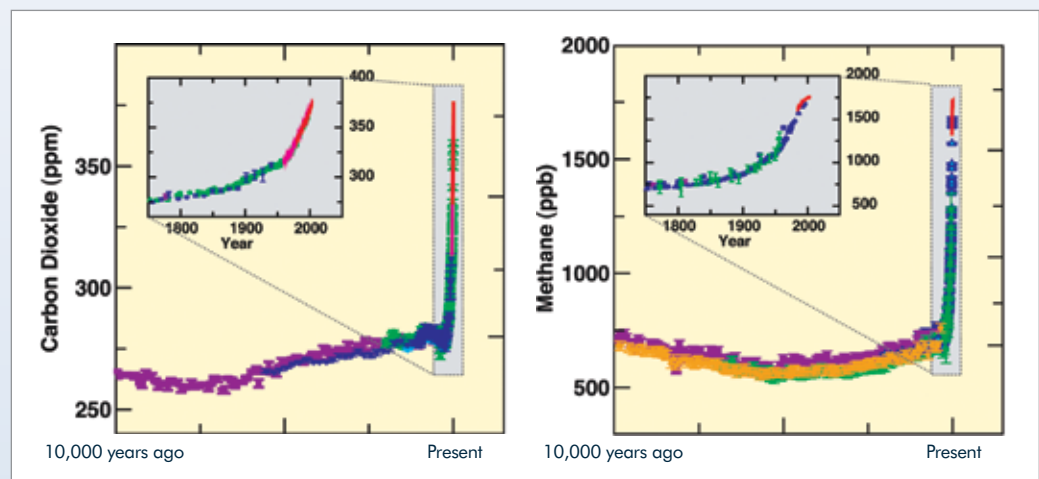 Carbon Dioxide (ppm)
350
300
250
400
350
300
1800 1900 2000
Year
10,000 years ago Present
Methane (ppb)
2000
1500
1000
500
2000
1500
1000
500
1800 1900 2000
Year
10,000 years ago Present